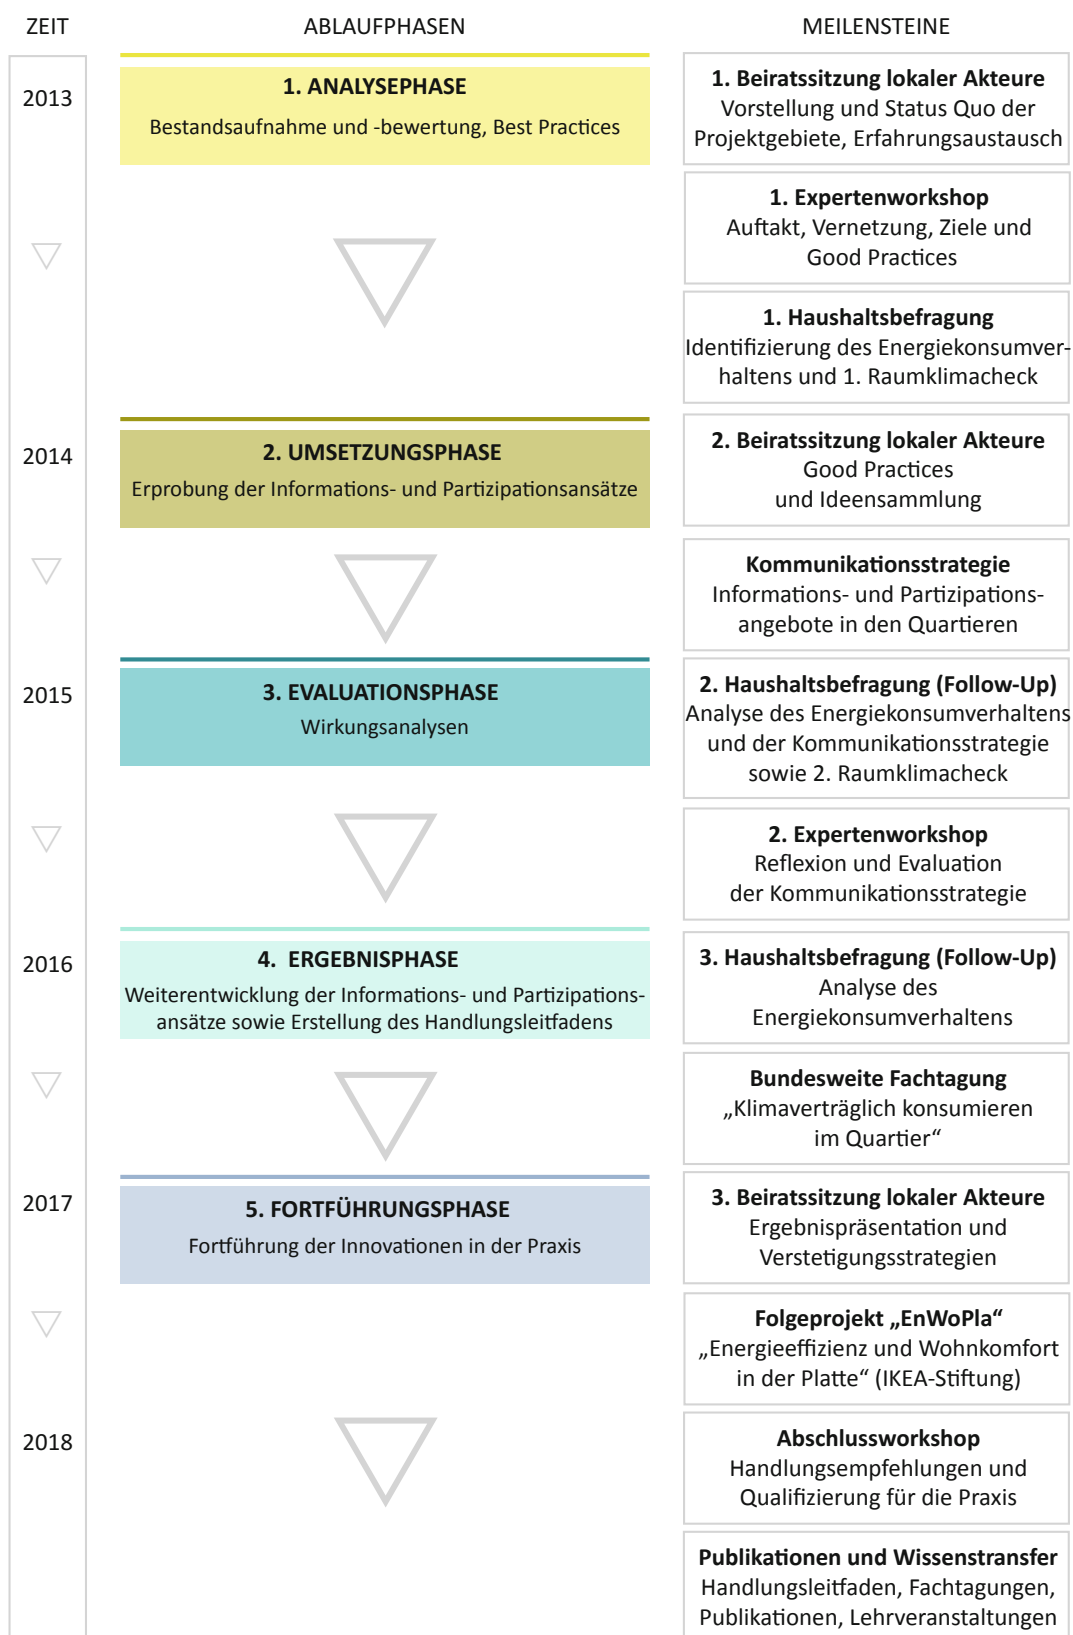 ZEIT
ABLAUFPHASEN
MEILENSTEINE
2013
1. ANALYSEPHASE
Bestandsaufnahme und -bewertung, Best Practices
1. Beiratssitzung lokaler Akteure
Vorstellung und Status Quo der
Projektgebiete, Erfahrungsaustausch
1. Expertenworkshop
Auftakt, Vernetzung, Ziele und
Good Practices
1. Haushaltsbefragung
Identifizierung des Energiekonsumver-
haltens und 1. Raumklimacheck
2014
2. UMSETZUNGSPHASE
Erprobung der Informations- und Partizipationsansätze
2. Beiratssitzung lokaler Akteure
Good Practices
und Ideensammlung
Kommunikationsstrategie
Informations- und Partizipations-
angebote in den Quartieren
2015
3. EVALUATIONSPHASE
Wirkungsanalysen
2. Haushaltsbefragung (Follow-Up)
Analyse des Energiekonsumverhaltens
und der Kommunikationsstrategie
sowie 2. Raumklimacheck
2. Expertenworkshop
Reflexion und Evaluation
der Kommunikationsstrategie
2016
4. ERGEBNISPHASE
Weiterentwicklung der Informations- und Partizipations-
ansätze sowie Erstellung des Handlungsleitfadens
3. Haushaltsbefragung (Follow-Up)
Analyse des
Energiekonsumverhaltens
Bundesweite Fachtagung
„Klimaverträglich konsumieren
im Quartier“
2017
5. FORTFÜHRUNGSPHASE
Fortführung der Innovationen in der Praxis
3. Beiratssitzung lokaler Akteure
Ergebnispräsentation und
Verstetigungsstrategien
Folgeprojekt „EnWoPla“
„Energieeffizienz und Wohnkomfort
in der Platte“ (IKEA-Stiftung)
2018
Abschlussworkshop
Handlungsempfehlungen und
Qualifizierung für die Praxis
Publikationen und Wissenstransfer
Handlungsleitfaden, Fachtagungen,
Publikationen, Lehrveranstaltungen